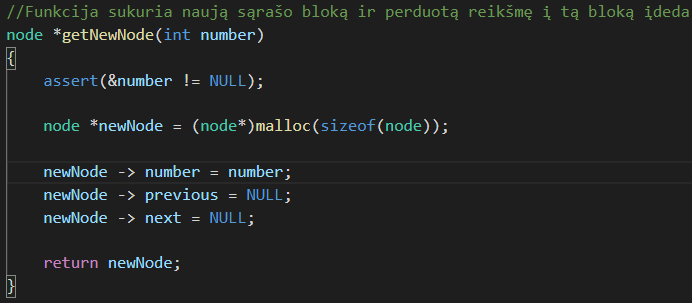 //Funkcija sukuria naują sąrašo bloką ir perduotą reikšmę į tą bloką įdeda
node *getNewNode(int number)
{
    assert(&number != NULL);
    node *newNode = (node*)malloc(sizeof(node));
    newNode -> number = number;
    newNode -> previous = NULL;
    newNode -> next = NULL;
    return newNode;
}